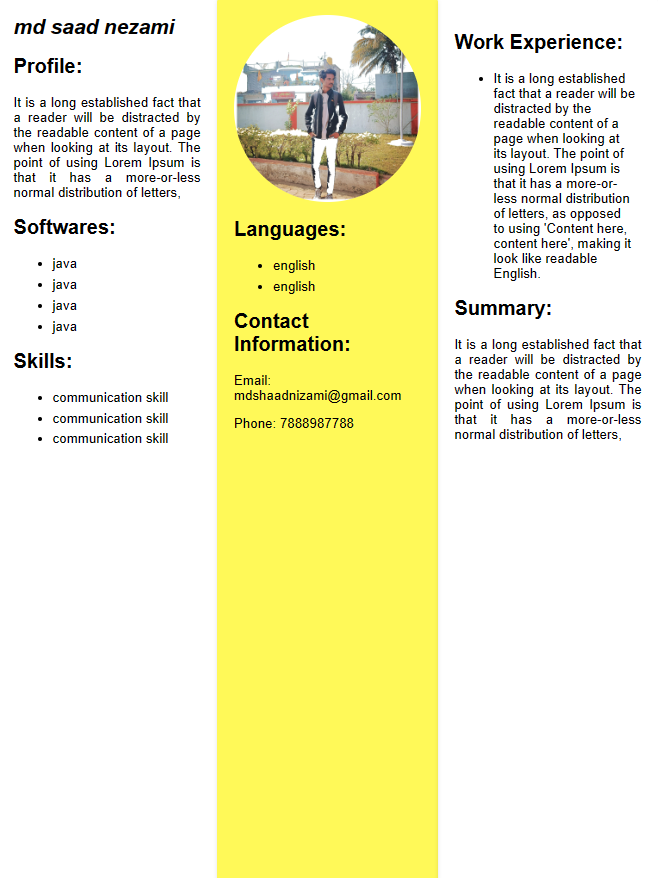 md saad nezami
Profile:
It is a long established fact that
a reader will be distracted by
the readable content of a page
when looking at its layout. The
point of using Lorem Ipsum is
that it has a more-or-less
normal distribution of letters,
Softwares:
java
java
java
java
Skills:
communication skill
communication skill
communication skill
Languages:
english
english
Contact
Information:
Email:
mdshaadnizami@gmail.com
Phone: 7888987788
Work Experience:
It is a long established
fact that a reader will be
distracted by the
readable content of a
page when looking at
its layout. The point of
using Lorem Ipsum is
that it has a more-or-
less normal distribution
of letters, as opposed
to using 'Content here,
content here', making it
look like readable
English.
Summary:
It is a long established fact that
a reader will be distracted by
the readable content of a page
when looking at its layout. The
point of using Lorem Ipsum is
that it has a more-or-less
normal distribution of letters,